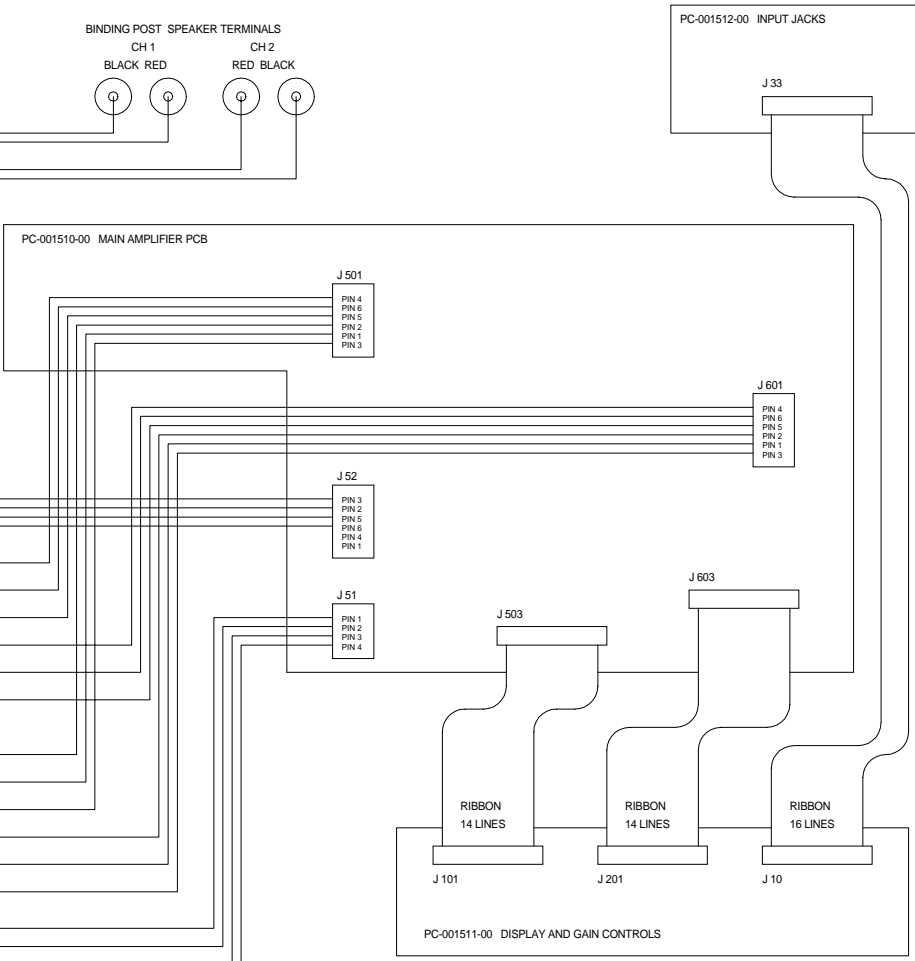 BINDING POST SPEAKER TERMINALS
CH 1 CH 2
BLACK RED RED BLACK
PC-001512-00 INPUT JACKS
J 33
PC-001510-00 MAIN AMPLIFIER PCB
J 501
PIN 4
PIN 6
PIN 5
PIN 2
PIN 1
PIN 3
J 601
PIN 4
PIN 6
PIN 5
PIN 2
PIN 1
PIN 3
J 52
PIN 3
PIN 2
PIN 5
PIN 6
PIN 4
PIN 1
J 51
PIN 1
PIN 2
PIN 3
PIN 4
J 503
J 603
RIBBON
14 LINES
RIBBON
14 LINES
RIBBON
16 LINES
J 101
J 201
J 10
PC-001511-00 DISPLAY AND GAIN CONTROLS